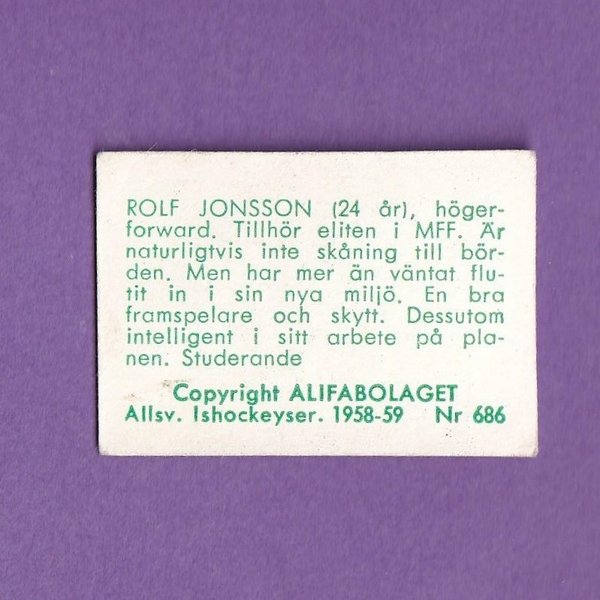 ROLF JONSSON (24 år), höger-
forward. Tillhör eliten i MFF. Är
naturligtvis inte skåning till bör-
den. Men har mer än väntat flu-
tit in i sin nya miljö. En bra
framspelare och skytt. Dessutom
intelligent i sitt arbete på pla-
nen. Studerande
Copyright ALIFABOLAGET
Allsv. Ishockeyser. 1958-59 Nr 686